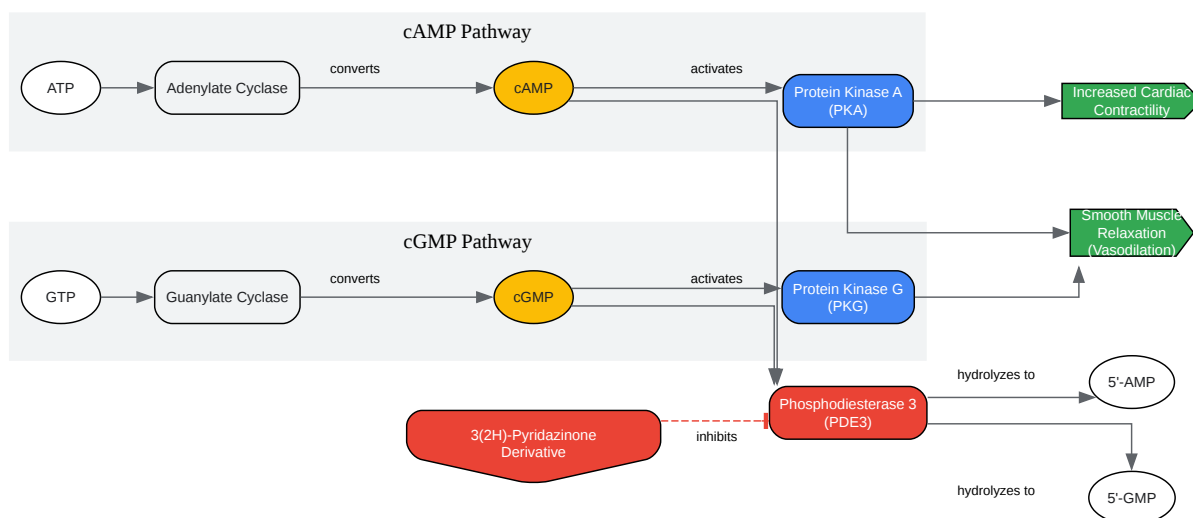 cAMP Pathway
ATP
Adenylate Cyclase
converts
cAMP
activates
Protein Kinase A
(PKA)
Increased Cardiac
Contractility
Smooth Muscle
Relaxation
(Vasodilation)
cGMP Pathway
GTP
Guanylate Cyclase
converts
cGMP
activates
Protein Kinase G
(PKG)
3(2H)-Pyridazinone
Derivative
inhibits
Phosphodiesterase 3
(PDE3)
hydrolyzes to
5'-AMP
hydrolyzes to
5'-GMP